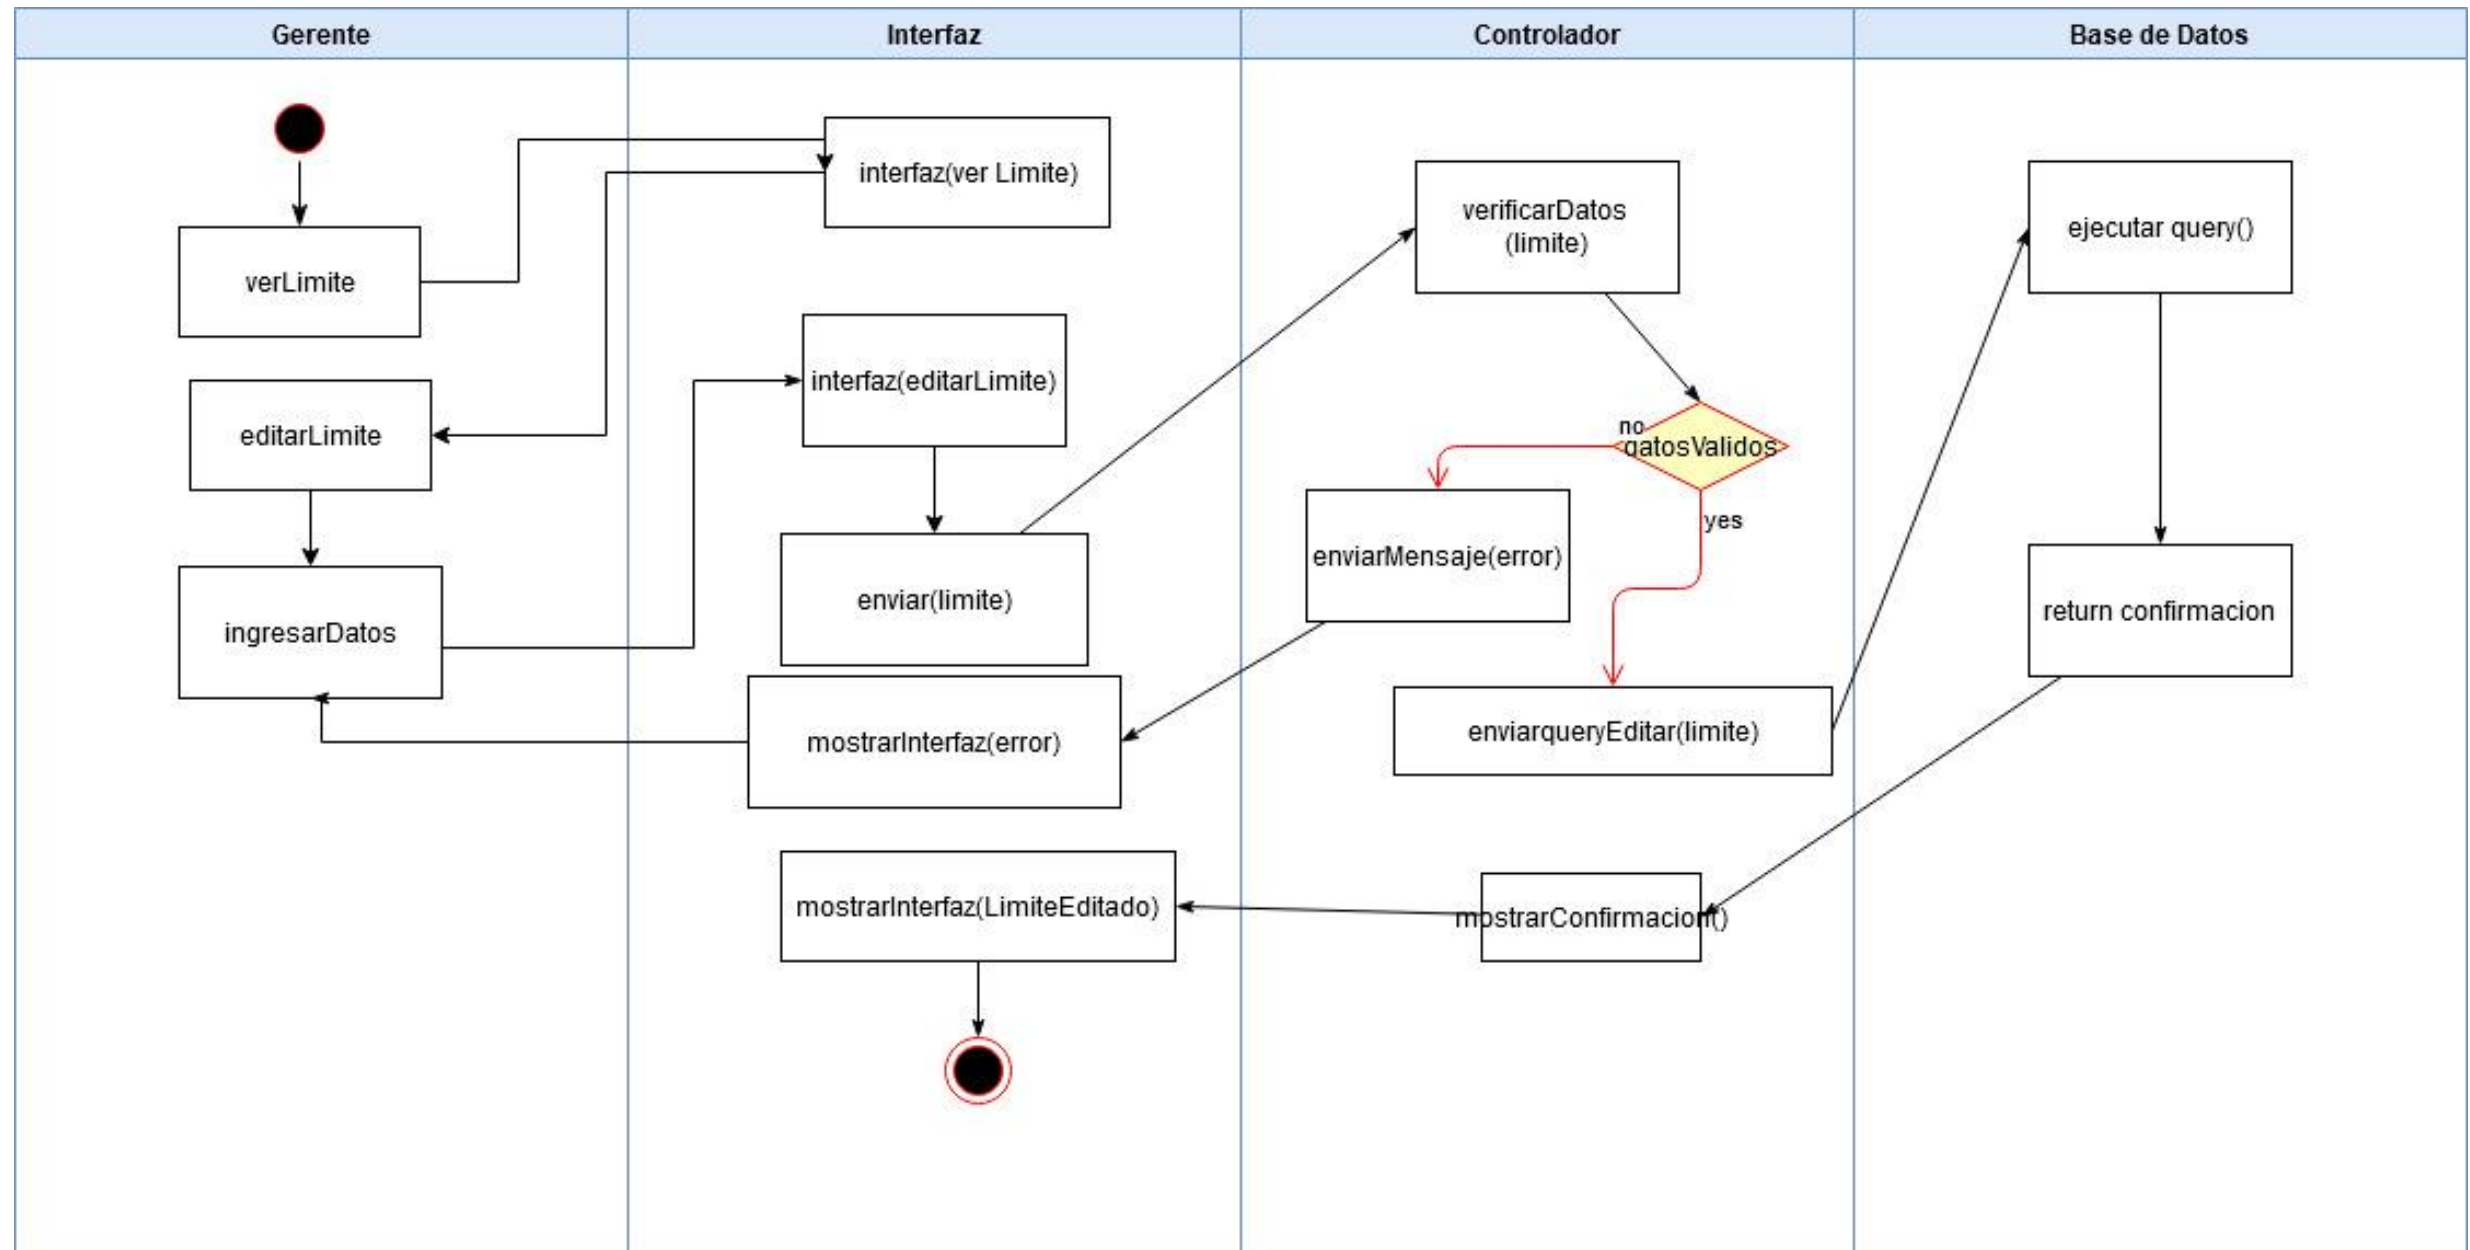 Gerente
Interfaz
Controlador
Base de Datos
verLimite
editarLimite
ingresarDatos
interfaz(ver Limite)
interfaz(editarLimite)
enviar(limite)
mostrarInterfaz(error)
mostrarInterfaz(LimiteEditado)
verificarDatos
(limite)
datosValidos
no
yes
enviarMensaje(error)
enviarqueryEditar(limite)
mostrarConfirmacion()
ejecutar query()
return confirmacion